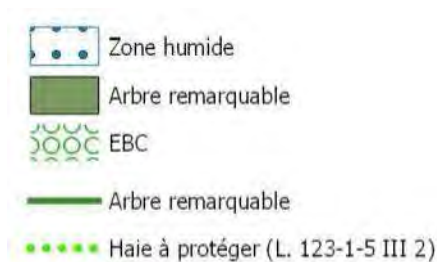 Zone humide
Arbre remarquable
EBC
Arbre remarquable
Haie à protéger (L. 123-1-5 III 2)